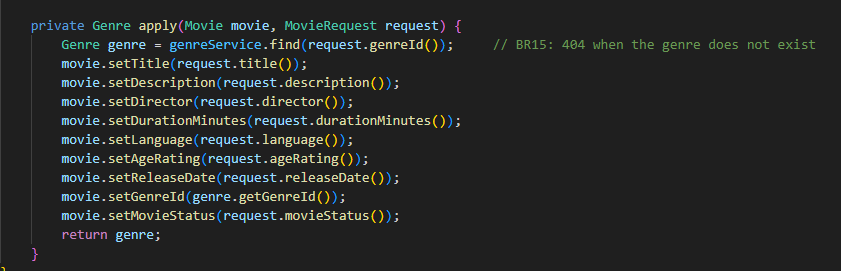 private Genre apply(Movie movie, MovieRequest request) {
Genre genre = genreService.find(request.genreId());     // BR15: 404 when the genre does not exist
movie.setTitle(request.title());
movie.setDescription(request.description());
movie.setDirector(request.director());
movie.setDurationMinutes(request.durationMinutes());
movie.setLanguage(request.language());
movie.setAgeRating(request.ageRating());
movie.setReleaseDate(request.releaseDate());
movie.setGenreId(genre.getGenreId());
movie.setMovieStatus(request.movieStatus());
return genre;
}